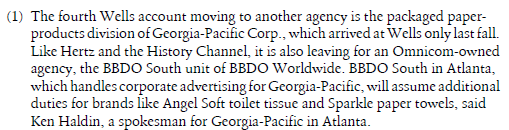 (1) The fourth Wells account moving to another agency is the packaged paper-
products division of Georgia-Pacific Corp., which arrived at Wells only last fall.
Like Hertz and the History Channel, it is also leaving for an Omnicom-owned
agency, the BBDO South unit of BBDO Worldwide. BBDO South in Atlanta,
which handles corporate advertising for Georgia-Pacific, will assume additional
duties for brands like Angel Soft toilet tissue and Sparkle paper towels, said
Ken Haldin, a spokesman for Georgia-Pacific in Atlanta.